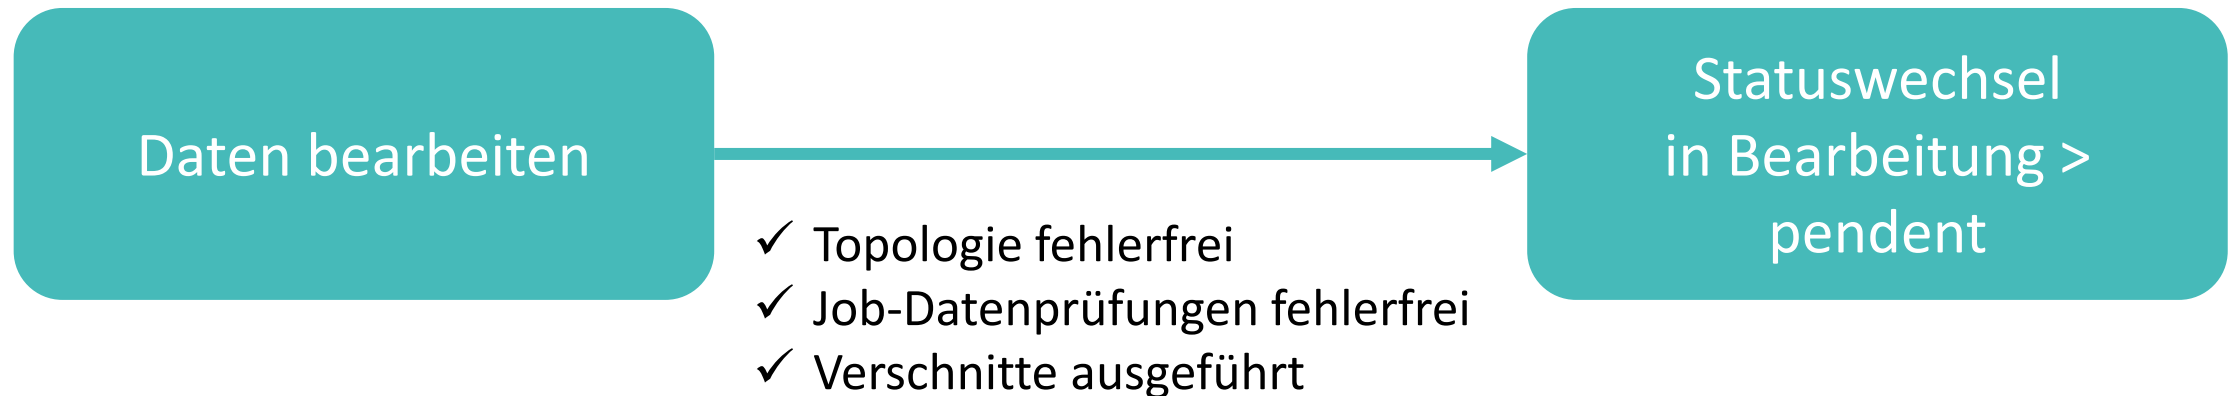 Daten bearbeiten
✓ Topologie fehlerfrei
✓ Job-Datenprüfungen fehlerfrei
✓ Verschnitte ausgeführt
Statuswechsel
in Bearbeitung >
pendent